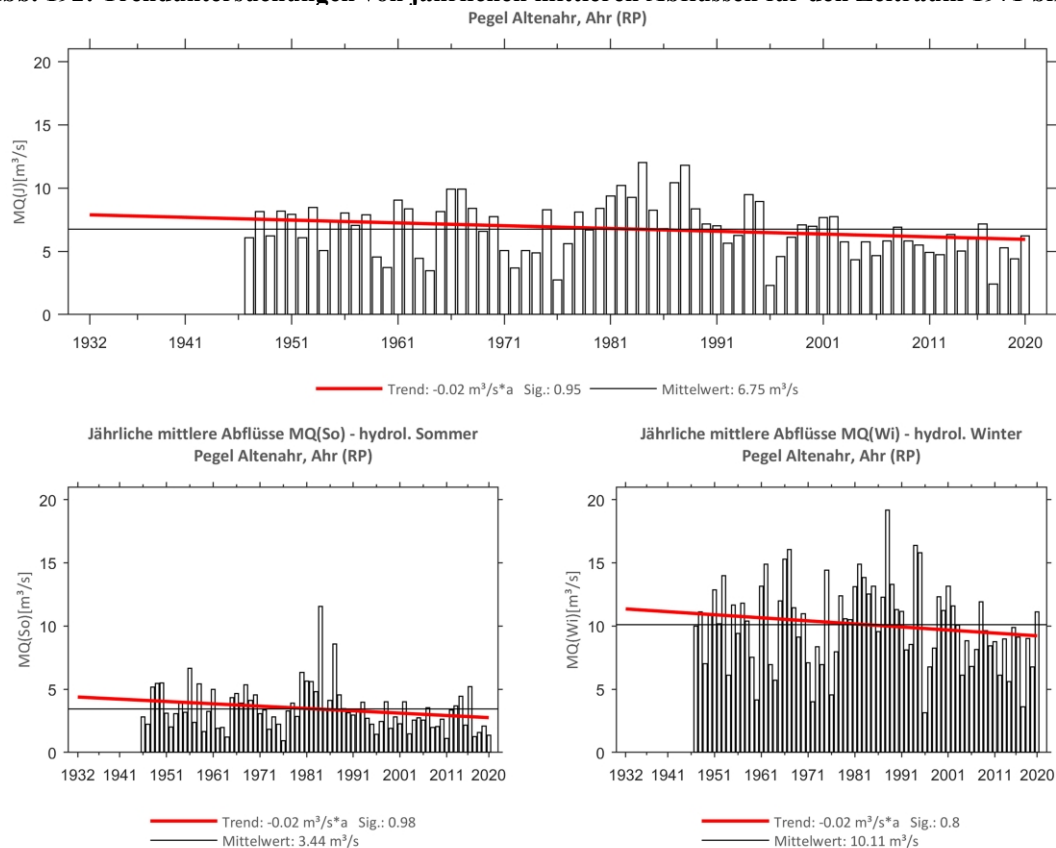 Pegel Altenahr, Ahr (RP)
20
15
10
5
0
MQ(J)[m³/s]
1932 1941 1951 1961 1971 1981 1991 2001 2011 2020
Trend: -0.02 m³/s*a Sig.: 0.95 Mittelwert: 6.75 m³/s
Jährliche mittlere Abflüsse MQ(So) - hydrol. Sommer
Pegel Altenahr, Ahr (RP)
20
15
10
5
0
MQ(So)[m³/s]
1932 1941 1951 1961 1971 1981 1991 2001 2011 2020
Trend: -0.02 m³/s*a Sig.: 0.98
Mittelwert: 3.44 m³/s
Jährliche mittlere Abflüsse MQ(Wi) - hydrol. Winter
Pegel Altenahr, Ahr (RP)
20
15
10
5
0
MQ(Wi)[m³/s]
1932 1941 1951 1961 1971 1981 1991 2001 2011 2020
Trend: -0.02 m³/s*a Sig.: 0.8
Mittelwert: 10.11 m³/s